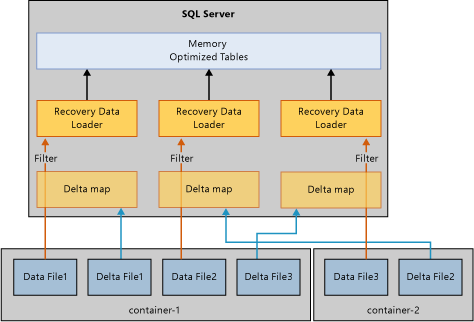 SQL Server
Memory
Optimized Tables
Recovery Data
Loader
Recovery Data
Loader
Recovery Data
Loader
Filter
Filter
Filter
Delta map
Delta map
Delta map
Data File1
Delta File1
Data File2
Delta File3
Data File3
Delta File2
container-1
container-2